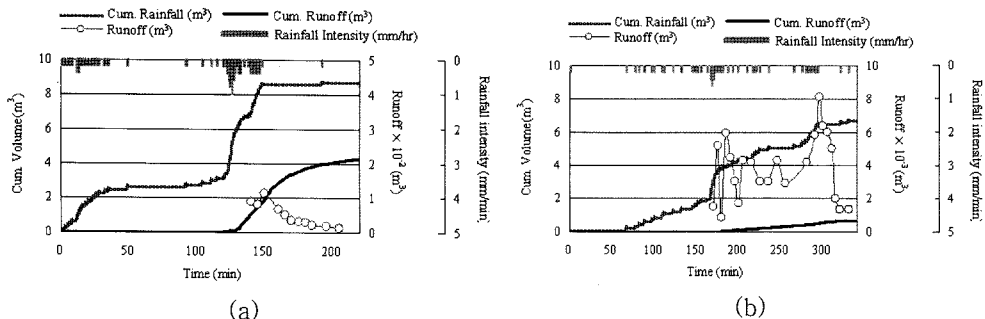 Cum. Rainfall (m³)
Cum. Runoff (m³)
Runoff (m³)
Rainfall Intensity (mm/hr)
10
8
6
4
2
0
Cum. Volume(m³)
0
50
100
150
200
Time (min)
5
4
3
2
1
0
Runoff × 10⁻² (m³)
0
1
2
3
4
5
Rainfall intensity (mm/min)
(a)
Cum. Rainfall (m³)
Cum. Runoff (m³)
Runoff (m³)
Rainfall Intensity (mm/hr)
10
8
6
4
2
0
Cum. Volume (m³)
0
50
100
150
200
250
300
Time (min)
10
8
6
4
2
0
Runoff × 10⁻³ (m³)
0
1
2
3
4
5
Rainfall intensity (mm/min)
(b)